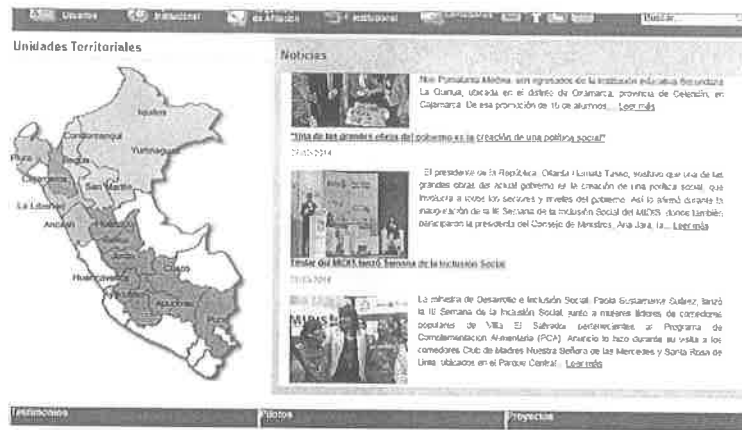 Usuarios
Institucional
de Afiliación
Institucional
Buscar...
Unidades Territoriales
Noticias
Iquitos
Condorcanqui
Yurimaguas
Piura
Bagua
Cajamarca
San Martín
La Libertad
Ancash
Huánuco
Junín
Cusco
Huancavelica
Ayacucho
Apurímac
Puno
Medina, son egresados de la institución educativa Secundaria
La Quinua, ubicada en el distrito de Oxamarca, provincia de Celendín, en
Cajamarca. De esa promoción de 16 de alumnos... Leer más
"Una de las grandes obras del gobierno es la creación de una política social"
2014
El presidente de la República, Ollanta Humala Tasso, sostuvo que una de las
grandes obras del actual gobierno es la creación de una política social, que
involucra a todos los sectores y niveles del gobierno. Así lo afirmó durante la
inauguración de la III Semana de la Inclusión Social del MIDIS, donde también
participaron la presidenta del Consejo de Ministros, Ana Jara, la... Leer más
Titular del MIDIS lanzó Semana de la Inclusión Social
2014
MIDIS
La ministra de Desarrollo e Inclusión Social, Paola Bustamante Suárez, lanzó
la III Semana de la Inclusión Social, junto a mujeres líderes de comedores
populares de Villa El Salvador pertenecientes al Programa de
Complementación Alimentaria (PCA). Anuncio lo hizo durante su visita a los
comedores Club de Madres Nuestra Señora de las Mercedes y Santa Rosa de
Lima, ubicados en el Parque Central... Leer más
Testimonios
Pilotos
Proyectos